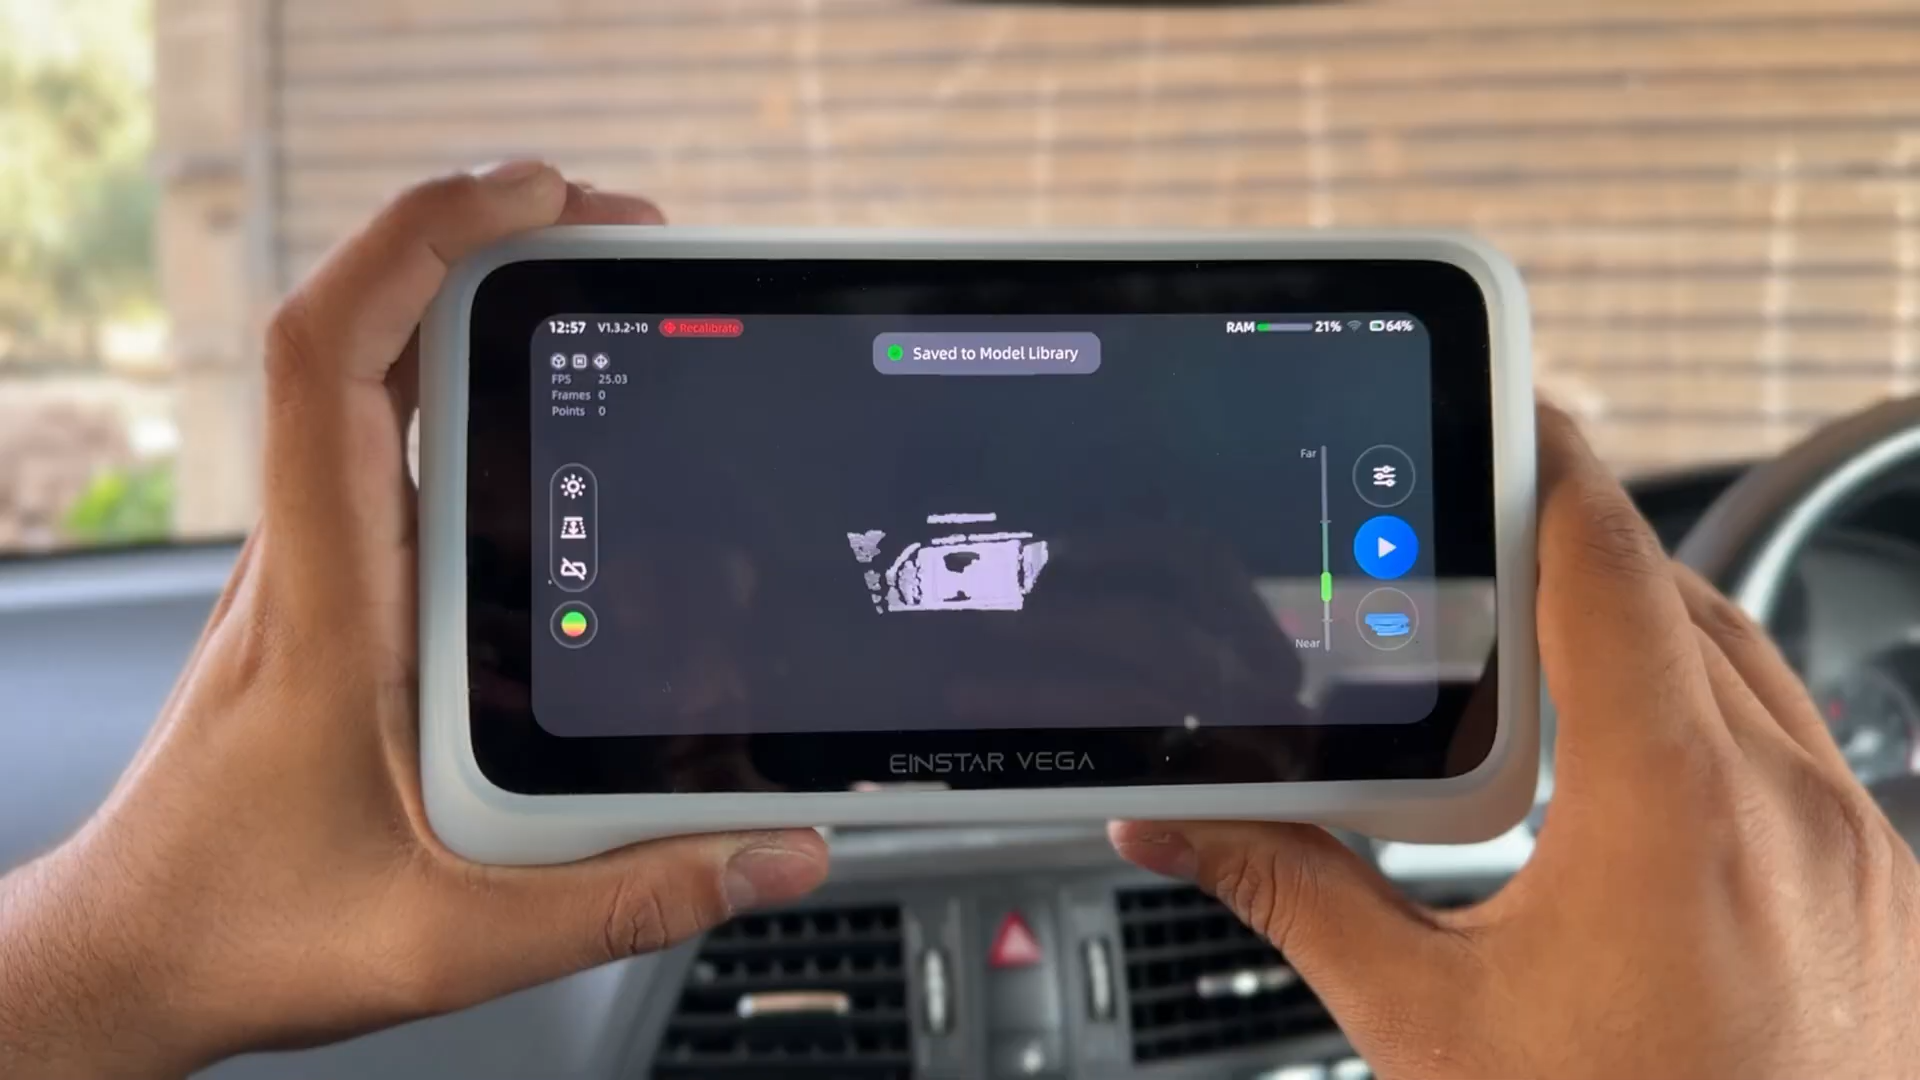 12:57 V1.3.2-10 Recalibrate
RAM 21% 64%
Saved to Model Library
FPS 25.03
Frames 0
Points 0
Far
Near
EINSTAR VEGA